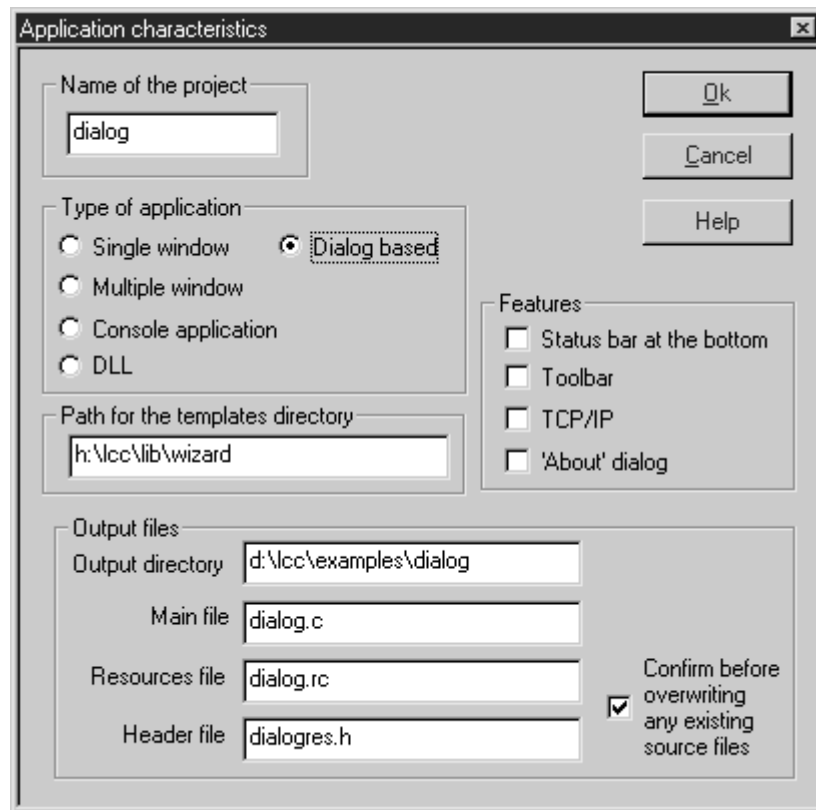 Application characteristics
Name of the project
dialog
Ok
Cancel
Help
Type of application
Single window
Dialog based
Multiple window
Console application
DLL
Features
Status bar at the bottom
Toolbar
TCP/IP
'About' dialog
Path for the templates directory
h:\lcc\lib\wizard
Output files
Output directory
d:\lcc\examples\dialog
Main file
dialog.c
Resources file
dialog.rc
Header file
dialogres.h
Confirm before
overwriting
any existing
source files